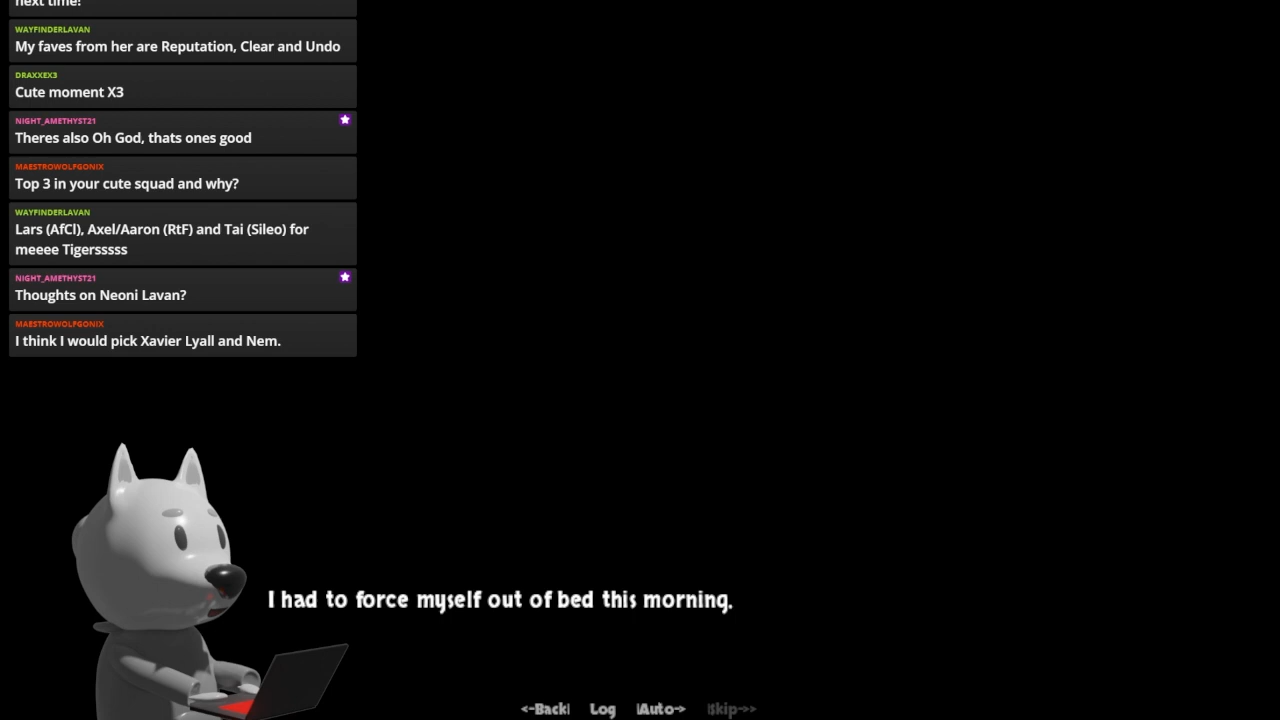 next time!
WAYFINDERLAVAN
My faves from her are Reputation, Clear and Undo
DRAXXEX3
Cute moment X3
NIGHT_AMETHYST21
Theres also Oh God, thats ones good
MAESTROWOLFGONIX
Top 3 in your cute squad and why?
WAYFINDERLAVAN
Lars (AfCl), Axel/Aaron (RtF) and Tai (Sileo) for
meeee Tigersssss
NIGHT_AMETHYST21
Thoughts on Neoni Lavan?
MAESTROWOLFGONIX
I think I would pick Xavier Lyall and Nem.
I had to force myself out of bed this morning.
<-Back Log Auto-> Skip->>